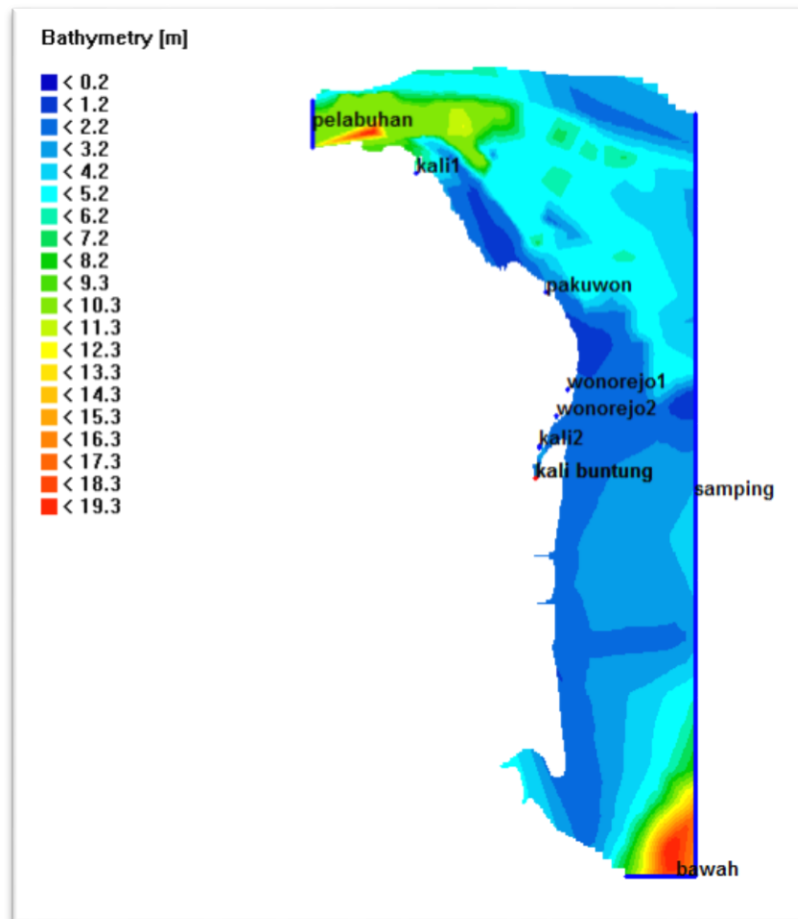 Bathymetry [m]
< 0.2
< 1.2
< 2.2
< 3.2
< 4.2
< 5.2
< 6.2
< 7.2
< 8.2
< 9.3
< 10.3
< 11.3
< 12.3
< 13.3
< 14.3
< 15.3
< 16.3
< 17.3
< 18.3
< 19.3
pelabuhan
kali1
pakuwon
wonorejo1
wonorejo2
kali2
kali buntung
samping
bawah